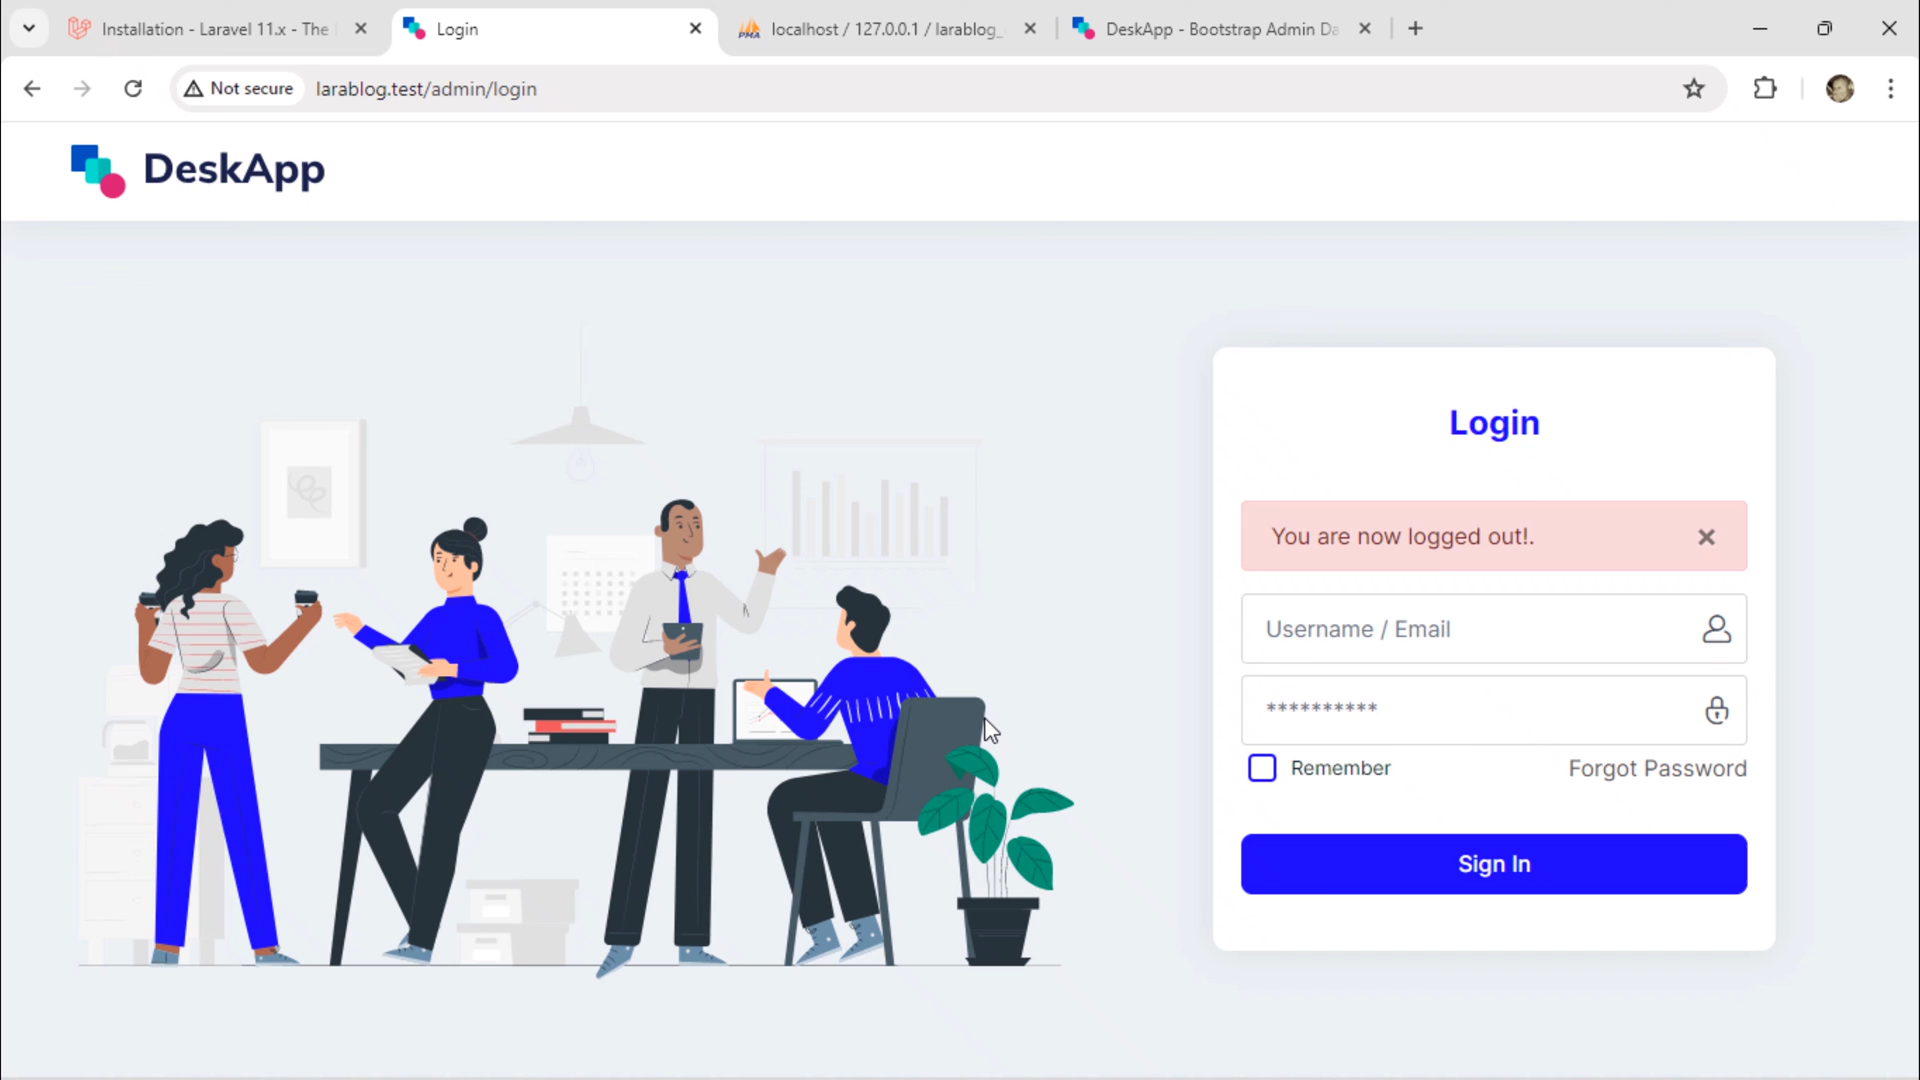 Installation - Laravel 11.x - The
Login
PMA
localhost / 127.0.0.1 / larablog_
DeskApp - Bootstrap Admin Da
Not secure
larablog.test/admin/login
DeskApp
Login
You are now logged out!.
Username / Email
**********
Remember
Forgot Password
Sign In